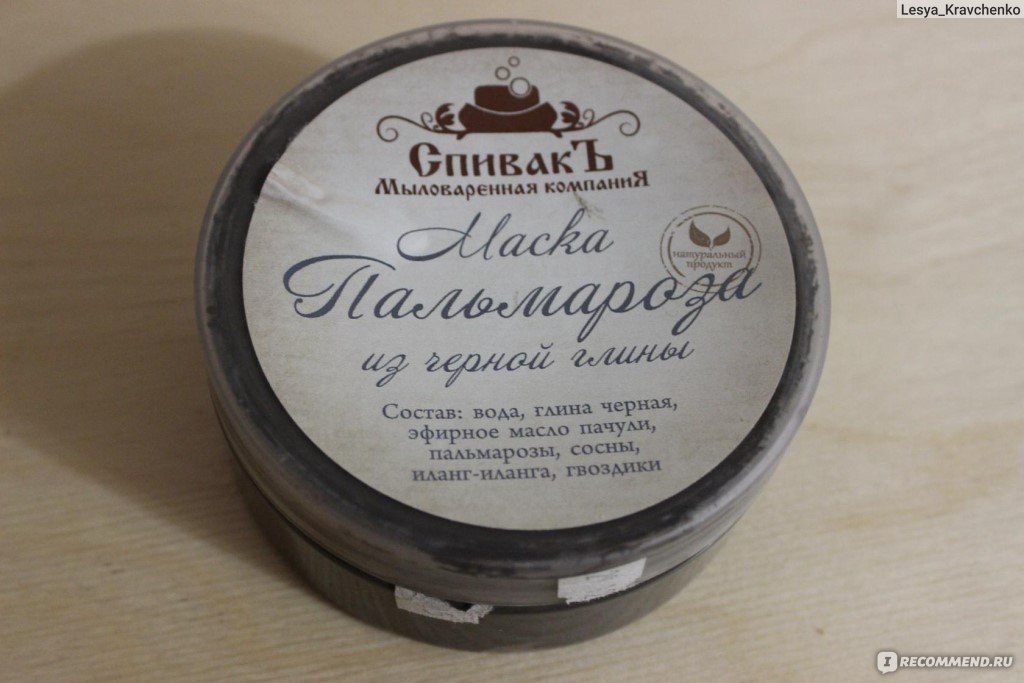 Lesya_Kravchenko
СпивакЪ
Мыловаренная компания
Маска
натуральный
продукт
Пальмароза
из черной глины
Состав: вода, глина черная,
эфирное масло пачули,
пальмарозы, сосны,
иланг-иланга, гвоздики
I RECOMMEND.RU